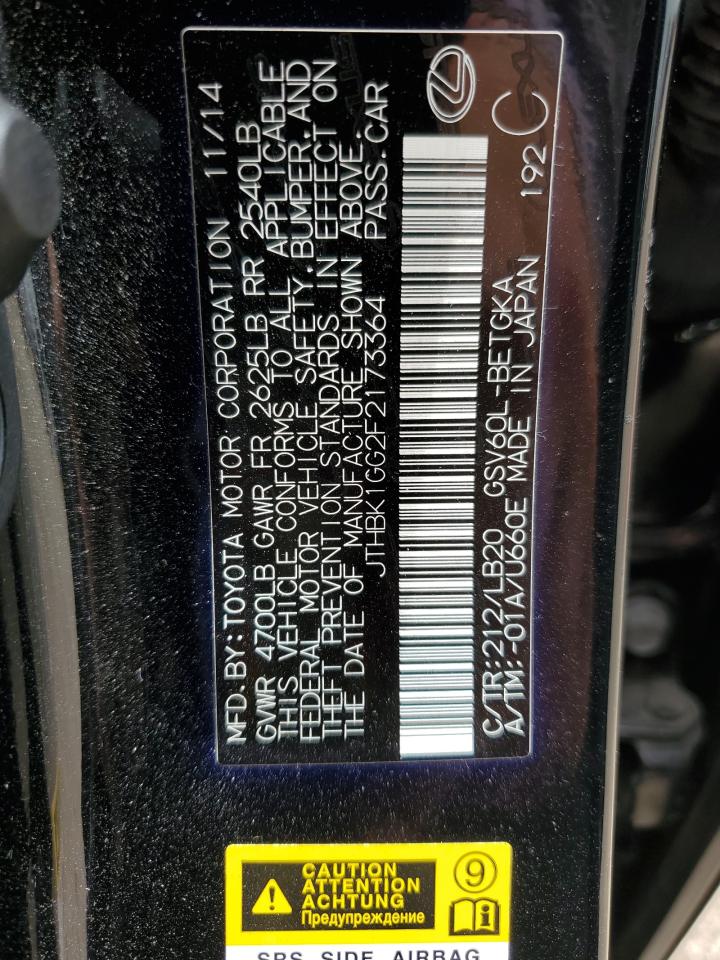 MFD. BY: TOYOTA MOTOR CORPORATION 11/14
GVWR 4700LB GAWR FR 2625LB RR 2540LB
THIS VEHICLE CONFORMS TO ALL APPLICABLE
FEDERAL MOTOR VEHICLE SAFETY, BUMPER, AND
THEFT PREVENTION STANDARDS IN EFFECT ON
THE DATE OF MANUFACTURE SHOWN ABOVE.
JTHBK1GG2F2173364 PASS. CAR
C/TR: 212/LB20 GSV60L-BETGKA 192 C
A/TM: -01A/U660E MADE IN JAPAN
CAUTION
ATTENTION
ACHTUNG
Предупреждение
9
i
SRS SIDE AIRBAG